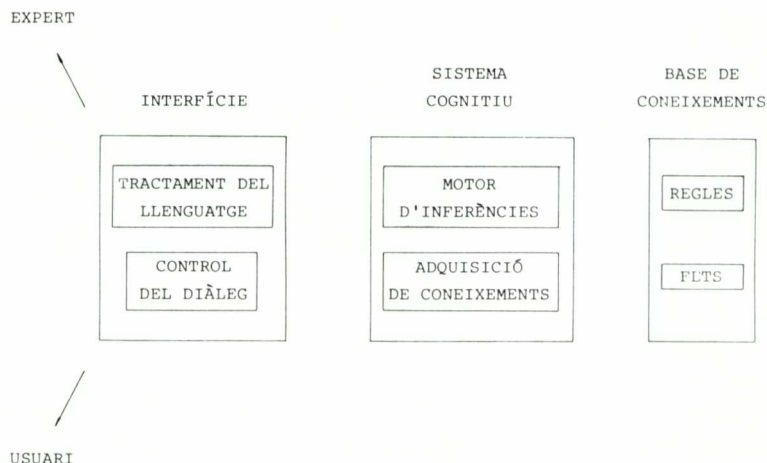 EXPERT
INTERFÍCIE
TRACTAMENT DEL
LLENGUATGE
CONTROL
DEL DIÀLEG
SISTEMA
COGNITIU
MOTOR
D'INFERÈNCIES
ADQUISICIÓ
DE CONEIXEMENTS
BASE DE
CONEIXEMENTS
REGLES
FETS
USUARI